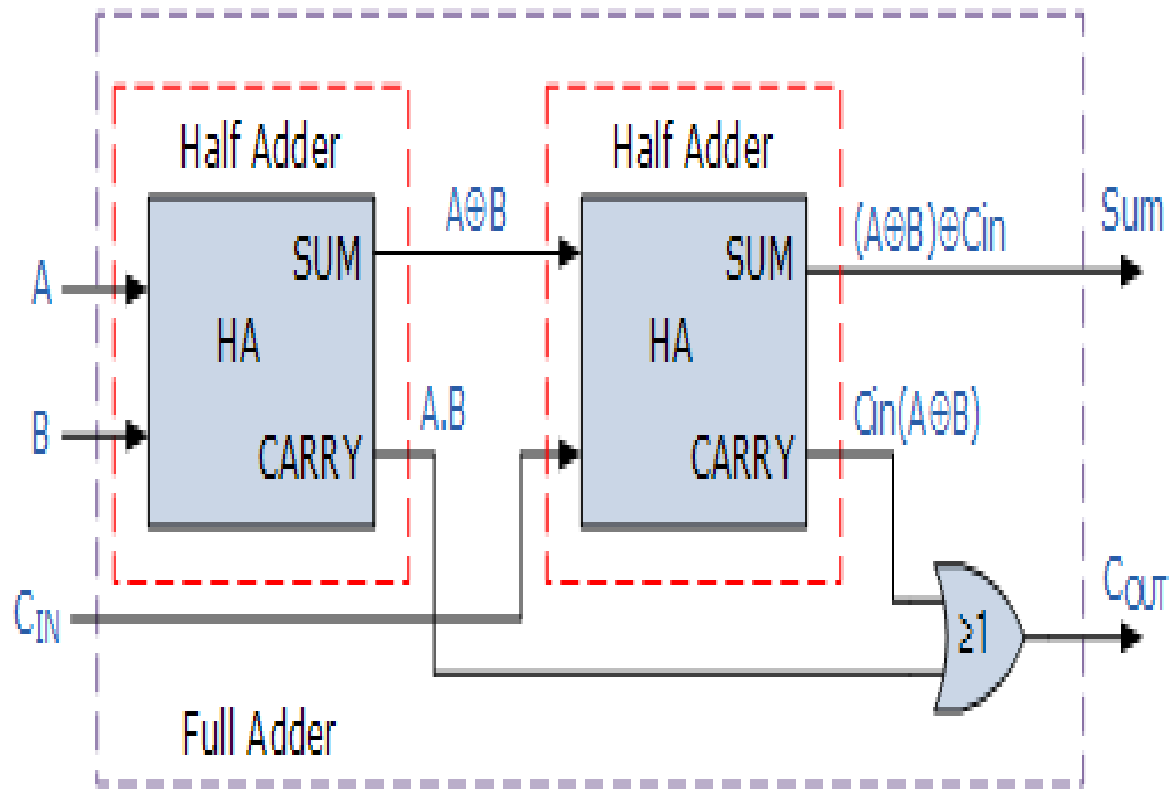 Half Adder
Half Adder
A⊕B
(A⊕B)⊕Cin
Sum
SUM
SUM
A
HA
HA
B
A.B
Cin(A⊕B)
CARRY
CARRY
CIN
COUT
≥1
Full Adder